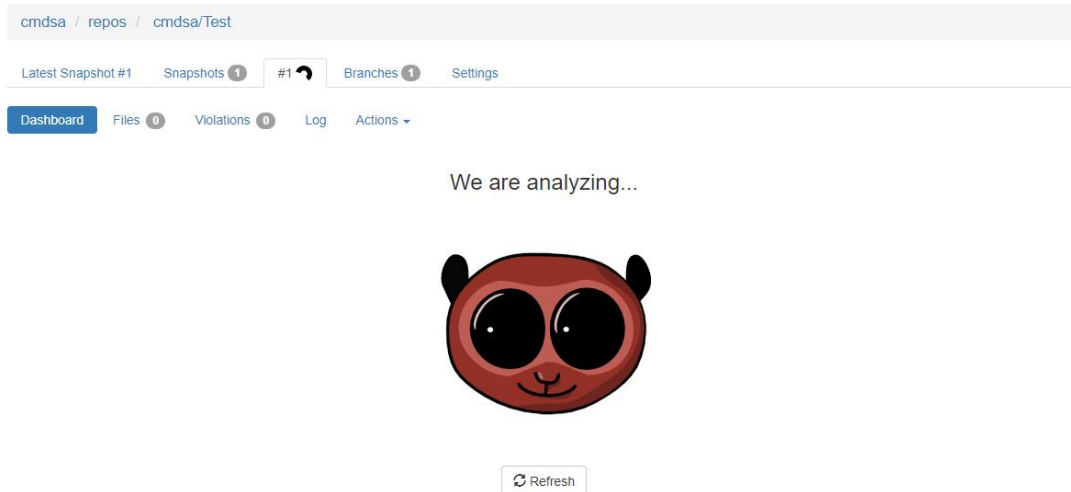 cmdsa / repos / cmdsa/Test
Latest Snapshot #1 Snapshots 1 #1 Branches 1 Settings
Dashboard Files 0 Violations 0 Log Actions
We are analyzing...
Refresh